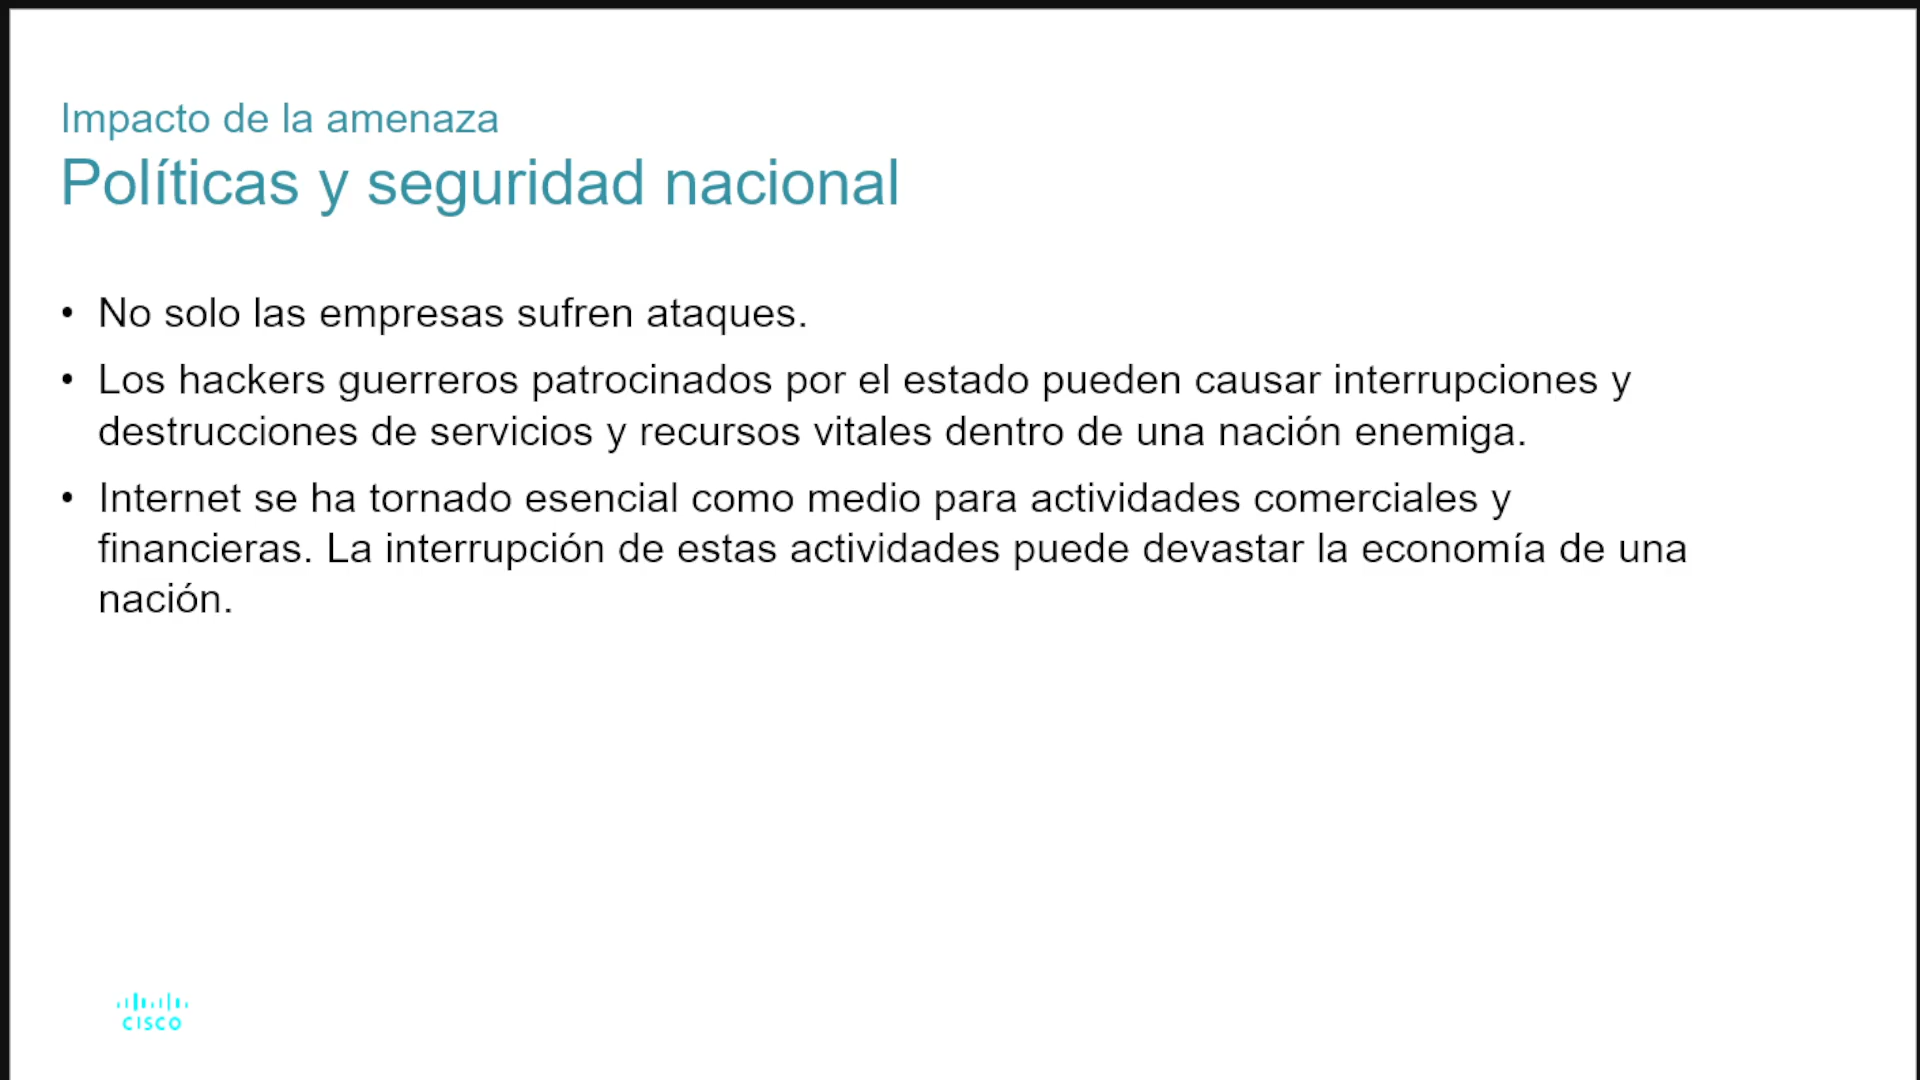 Impacto de la amenaza
Políticas y seguridad nacional
• No solo las empresas sufren ataques.
• Los hackers guerreros patrocinados por el estado pueden causar interrupciones y
destrucciones de servicios y recursos vitales dentro de una nación enemiga.
• Internet se ha tornado esencial como medio para actividades comerciales y
financieras. La interrupción de estas actividades puede devastar la economía de una
nación.
CISCO